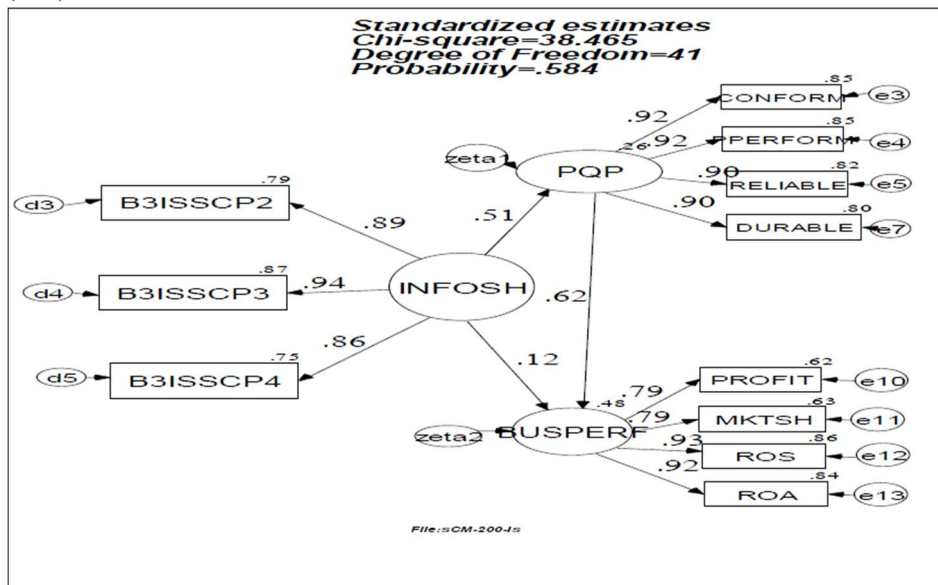 Standardized estimates
Chi-square=38.465
Degree of Freedom=41
Probability=.584
.85
CONFORM
e3
.92
.85
PPERFORM
e4
.92
.26
zeta1
PQP
.82
RELIABLE
e5
.90
.80
DURABLE
e7
.90
.79
d3
B3ISSCP2
.89
.51
.87
d4
B3ISSCP3
.94
INFOSH
.62
.75
d5
B3ISSCP4
.86
.12
.62
PROFIT
e10
.79
.63
MKTSH
e11
.79
.48
zeta2
BUSPERF
.86
ROS
e12
.93
.84
ROA
e13
.92
File:sCM-200-Is